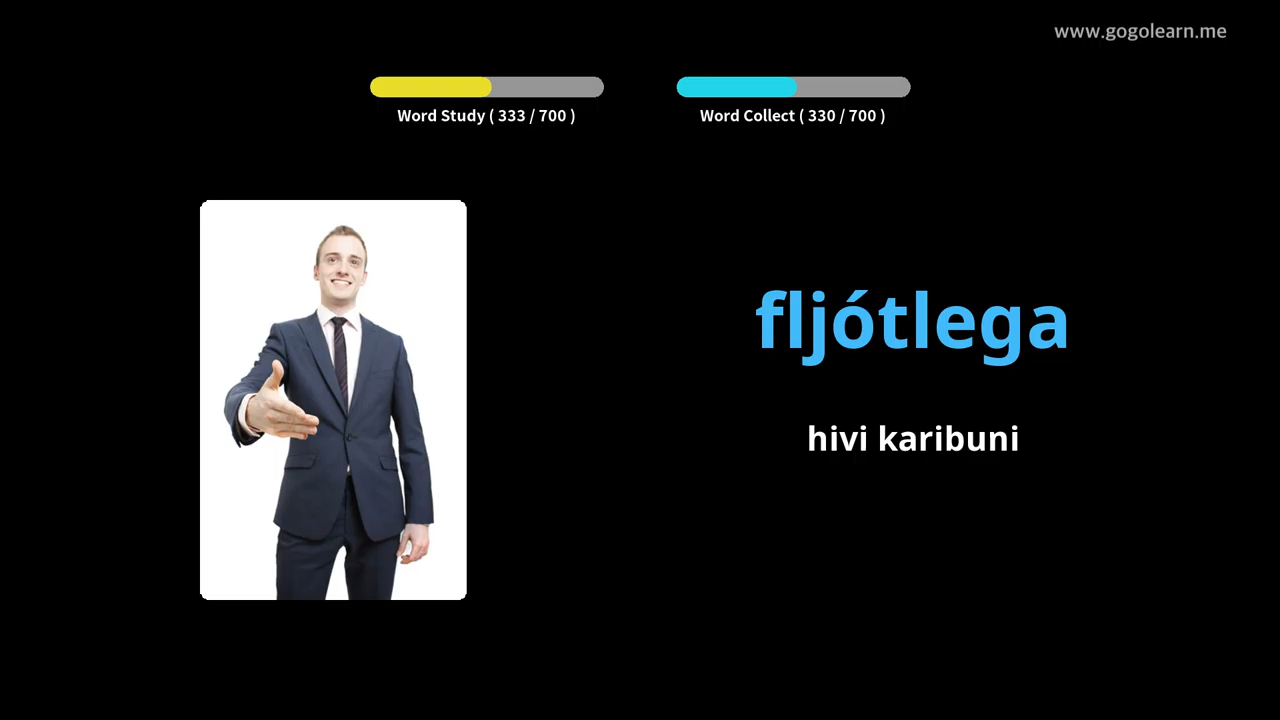 www.gogolearn.me
Word Study ( 333 / 700 )
Word Collect ( 330 / 700 )
fljótlega
hivi karibuni